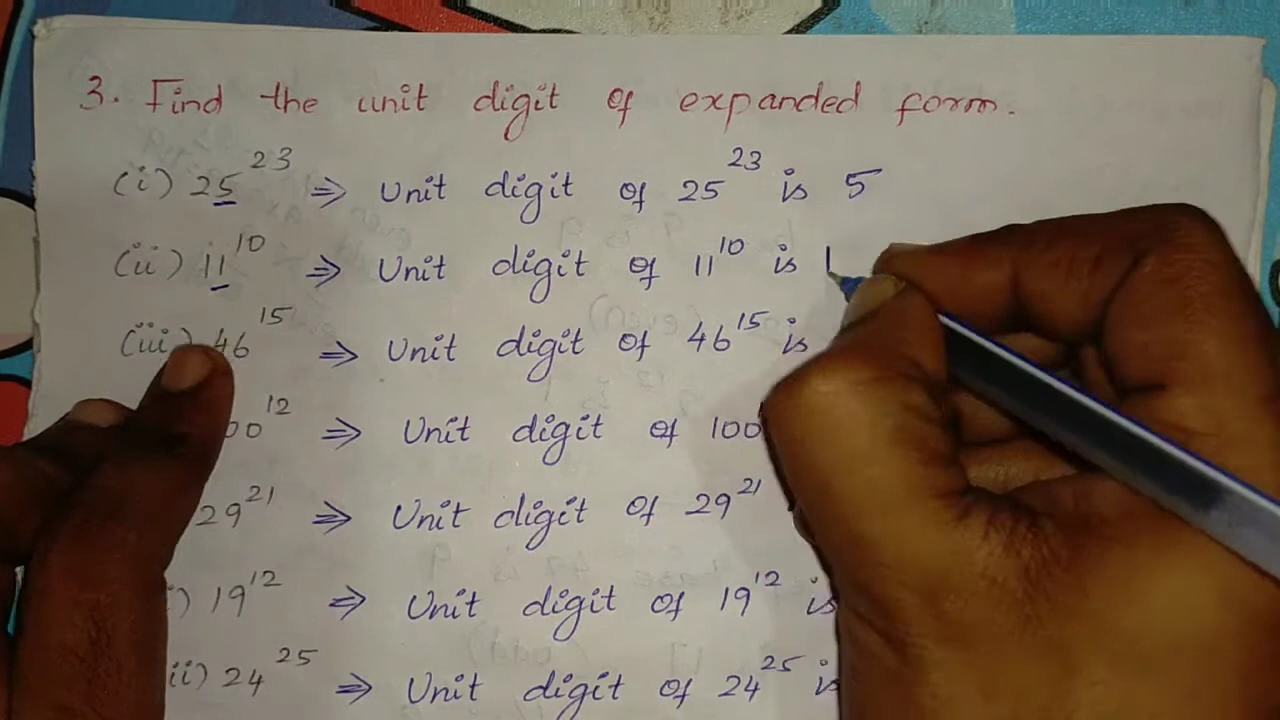 3. Find the unit digit of expanded form.
(i) 25^23 ⇒ Unit digit of 25^23 is 5
(ii) 11^10 ⇒ Unit digit of 11^10 is 1
(iii) 46^15 ⇒ Unit digit of 46^15 is
00^12 ⇒ Unit digit of 100
29^21 ⇒ Unit digit of 29^21
) 19^12 ⇒ Unit digit of 19^12 is
ii) 24^25 ⇒ Unit digit of 24^25 is